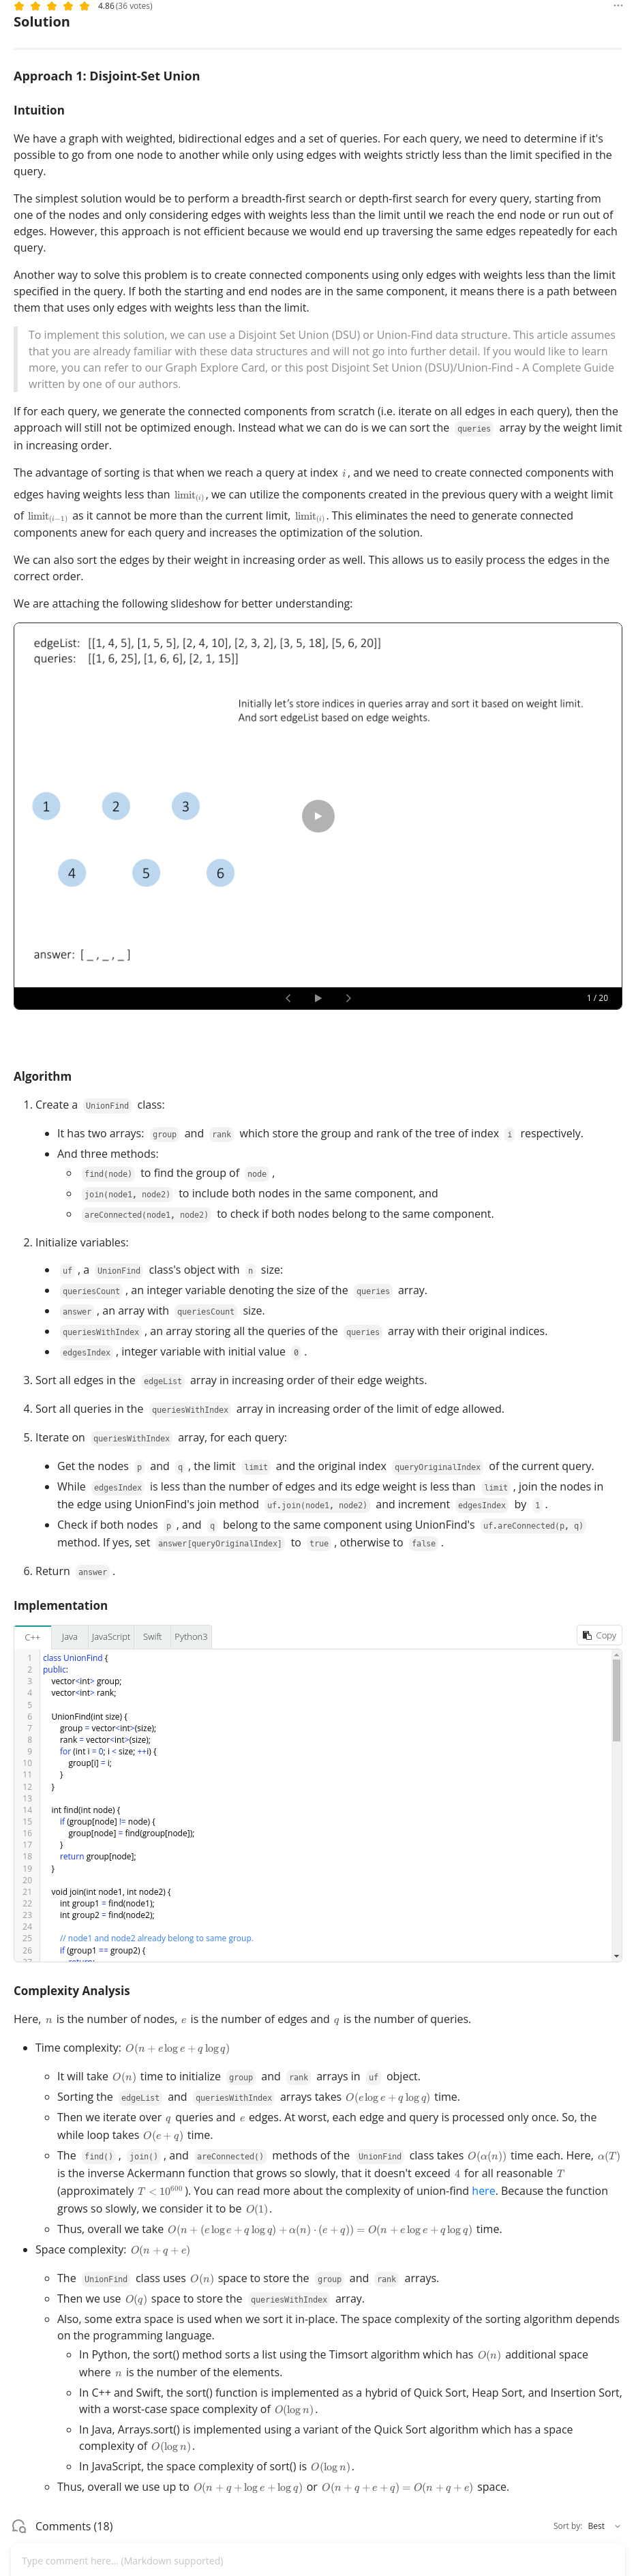 4.86 (36 votes)
Solution
Approach 1: Disjoint-Set Union
Intuition
We have a graph with weighted, bidirectional edges and a set of queries. For each query, we need to determine if it's
possible to go from one node to another while only using edges with weights strictly less than the limit specified in the
query.
The simplest solution would be to perform a breadth-first search or depth-first search for every query, starting from
one of the nodes and only considering edges with weights less than the limit until we reach the end node or run out of
edges. However, this approach is not efficient because we would end up traversing the same edges repeatedly for each
query.
Another way to solve this problem is to create connected components using only edges with weights less than the limit
specified in the query. If both the starting and end nodes are in the same component, it means there is a path between
them that uses only edges with weights less than the limit.
To implement this solution, we can use a Disjoint Set Union (DSU) or Union-Find data structure. This article assumes
that you are already familiar with these data structures and will not go into further detail. If you would like to learn
more, you can refer to our Graph Explore Card, or this post Disjoint Set Union (DSU)/Union-Find - A Complete Guide
written by one of our authors.
If for each query, we generate the connected components from scratch (i.e. iterate on all edges in each query), then the
approach will still not be optimized enough. Instead what we can do is we can sort the queries array by the weight limit
in increasing order.
The advantage of sorting is that when we reach a query at index i, and we need to create connected components with
edges having weights less than limit(i), we can utilize the components created in the previous query with a weight limit
of limit(i−1) as it cannot be more than the current limit, limit(i). This eliminates the need to generate connected
components anew for each query and increases the optimization of the solution.
We can also sort the edges by their weight in increasing order as well. This allows us to easily process the edges in the
correct order.
We are attaching the following slideshow for better understanding:
edgeList: [[1, 4, 5], [1, 5, 5], [2, 4, 10], [2, 3, 2], [3, 5, 18], [5, 6, 20]]
queries: [[1, 6, 25], [1, 6, 6], [2, 1, 15]]
Initially let's store indices in queries array and sort it based on weight limit.
And sort edgeList based on edge weights.
1 2 3
4 5 6
answer: [ _ , _ , _ ]
1 / 20
Algorithm
1. Create a UnionFind class:
• It has two arrays: group and rank which store the group and rank of the tree of index i respectively.
• And three methods:
○ find(node) to find the group of node ,
○ join(node1, node2) to include both nodes in the same component, and
○ areConnected(node1, node2) to check if both nodes belong to the same component.
2. Initialize variables:
• uf , a UnionFind class's object with n size:
• queriesCount , an integer variable denoting the size of the queries array.
• answer , an array with queriesCount size.
• queriesWithIndex , an array storing all the queries of the queries array with their original indices.
• edgesIndex , integer variable with initial value 0 .
3. Sort all edges in the edgeList array in increasing order of their edge weights.
4. Sort all queries in the queriesWithIndex array in increasing order of the limit of edge allowed.
5. Iterate on queriesWithIndex array, for each query:
• Get the nodes p and q , the limit limit and the original index queryOriginalIndex of the current query.
• While edgesIndex is less than the number of edges and its edge weight is less than limit , join the nodes in
the edge using UnionFind's join method uf.join(node1, node2) and increment edgesIndex by 1 .
• Check if both nodes p , and q belong to the same component using UnionFind's uf.areConnected(p, q)
method. If yes, set answer[queryOriginalIndex] to true , otherwise to false .
6. Return answer .
Implementation
C++ Java JavaScript Swift Python3 Copy
1 class UnionFind {
2 public:
3 vector<int> group;
4 vector<int> rank;
5
6 UnionFind(int size) {
7 group = vector<int>(size);
8 rank = vector<int>(size);
9 for (int i = 0; i < size; ++i) {
10 group[i] = i;
11 }
12 }
13
14 int find(int node) {
15 if (group[node] != node) {
16 group[node] = find(group[node]);
17 }
18 return group[node];
19 }
20
21 void join(int node1, int node2) {
22 int group1 = find(node1);
23 int group2 = find(node2);
24
25 // node1 and node2 already belong to same group.
26 if (group1 == group2) {
Complexity Analysis
Here, n is the number of nodes, e is the number of edges and q is the number of queries.
• Time complexity: O(n + e log e + q log q)
○ It will take O(n) time to initialize group and rank arrays in uf object.
○ Sorting the edgeList and queriesWithIndex arrays takes O(e log e + q log q) time.
○ Then we iterate over q queries and e edges. At worst, each edge and query is processed only once. So, the
while loop takes O(e + q) time.
○ The find() , join() , and areConnected() methods of the UnionFind class takes O(α(n)) time each. Here, α(T)
is the inverse Ackermann function that grows so slowly, that it doesn't exceed 4 for all reasonable T
(approximately T < 10^600). You can read more about the complexity of union-find here. Because the function
grows so slowly, we consider it to be O(1).
○ Thus, overall we take O(n + (e log e + q log q) + α(n) · (e + q)) = O(n + e log e + q log q) time.
• Space complexity: O(n + q + e)
○ The UnionFind class uses O(n) space to store the group and rank arrays.
○ Then we use O(q) space to store the queriesWithIndex array.
○ Also, some extra space is used when we sort it in-place. The space complexity of the sorting algorithm depends
on the programming language.
○ In Python, the sort() method sorts a list using the Timsort algorithm which has O(n) additional space
where n is the number of the elements.
○ In C++ and Swift, the sort() function is implemented as a hybrid of Quick Sort, Heap Sort, and Insertion Sort,
with a worst-case space complexity of O(log n).
○ In Java, Arrays.sort() is implemented using a variant of the Quick Sort algorithm which has a space
complexity of O(log n).
○ In JavaScript, the space complexity of sort() is O(log n).
○ Thus, overall we use up to O(n + q + log e + log q) or O(n + q + e + q) = O(n + q + e) space.
Comments (18) Sort by: Best
Type comment here... (Markdown supported)